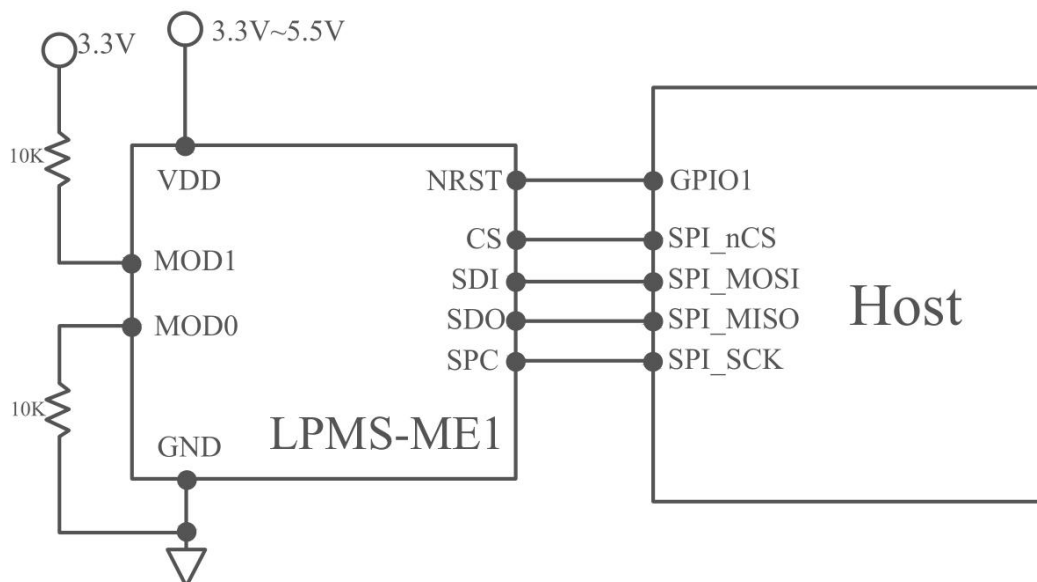 3.3V
3.3V~5.5V
10K
VDD
MOD1
MOD0
10K
GND
NRST
CS
SDI
SDO
SPC
LPMS-ME1
GPIO1
SPI_nCS
SPI_MOSI
SPI_MISO
SPI_SCK
Host